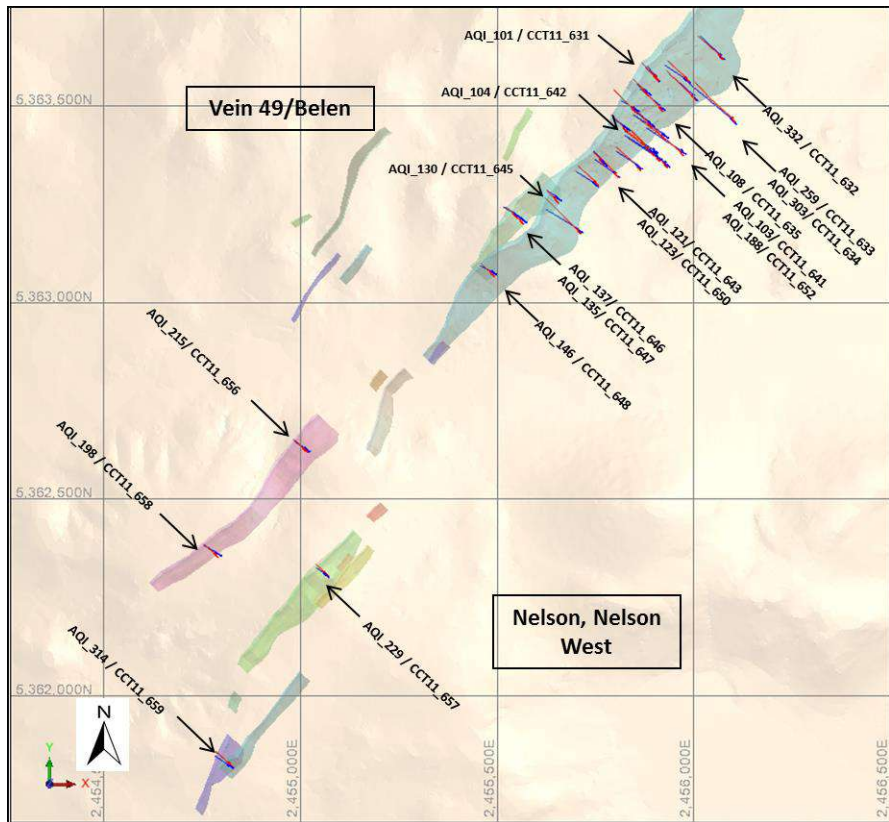 AQI_101 / CCT11_631
Vein 49/Belen
5,363,500N
AQI_104 / CCT11_642
AQI_332 / CCT11_632
AQI_130 / CCT11_645
AQI_259 / CCT11_633
AQI_303 / CCT11_634
AQI_108 / CCT11_635
AQI_103 / CCT11_641
AQI_188/ CCT11_652
AQI_121/ CCT11_643
AQI_123/ CCT11_650
5,363,000N
AQI_137/ CCT11_646
AQI_135/ CCT11_647
AQI_146 / CCT11_648
AQI_215/ CCT11_656
AQI_198 / CCT11_658
5,362,500N
Nelson, Nelson
West
AQI_229 / CCT11_657
AQI_314 / CCT11_659
5,362,000N
N
Y
X
2,455,000E
2,455,500E
2,456,000E